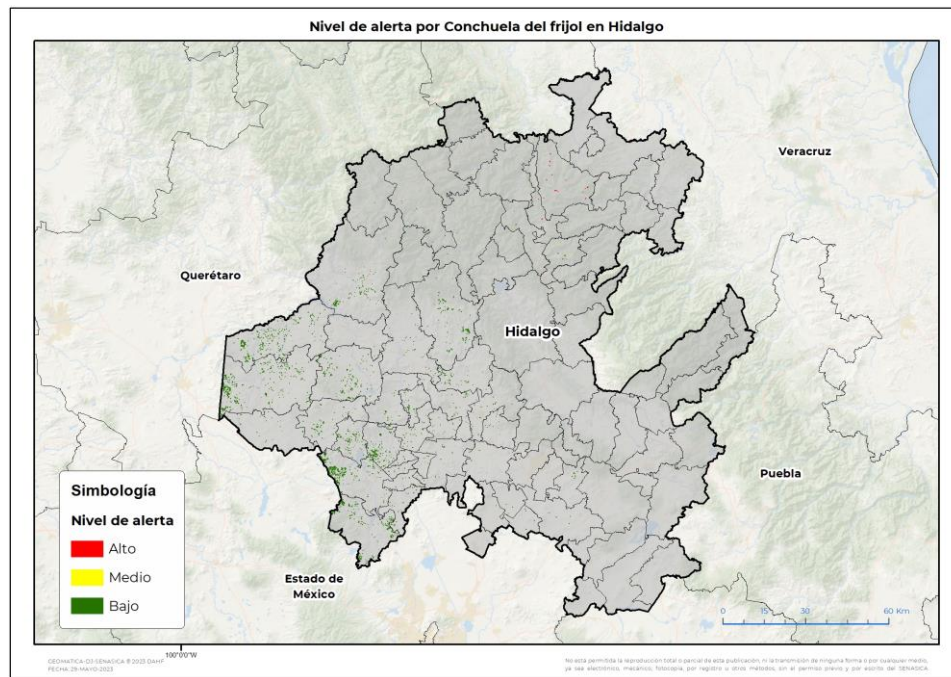 Nivel de alerta por Conchuela del frijol en Hidalgo
Veracruz
Querétaro
Hidalgo
Puebla
Estado de
México
Simbología
Nivel de alerta
Alto
Medio
Bajo
0 15 30 60 Km
100°0'0"W
GEOMATICA-DJ-SENASICA © 2023 DAHF
FECHA: 29-MAYO-2023
No está permitida la reproducción total o parcial de esta publicación, ni la transmisión de ninguna forma o por cualquier medio,
ya sea electrónico, mecánico, fotocopia, por registro u otros métodos, sin el permiso previo y por escrito del SENASICA.